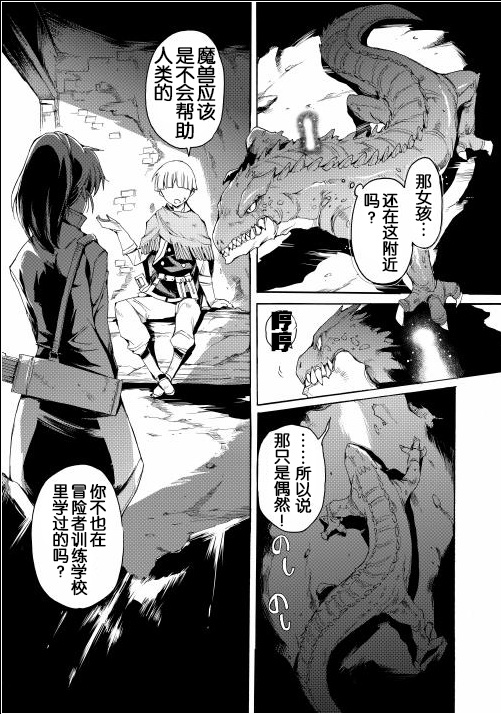 那女孩…
还在这附近
吗？
哼
哼
……所以说
那只是偶然！
のし
のし
魔兽应该
是不会帮助
人类的
你不也在
冒险者训练学校
里学过的吗？